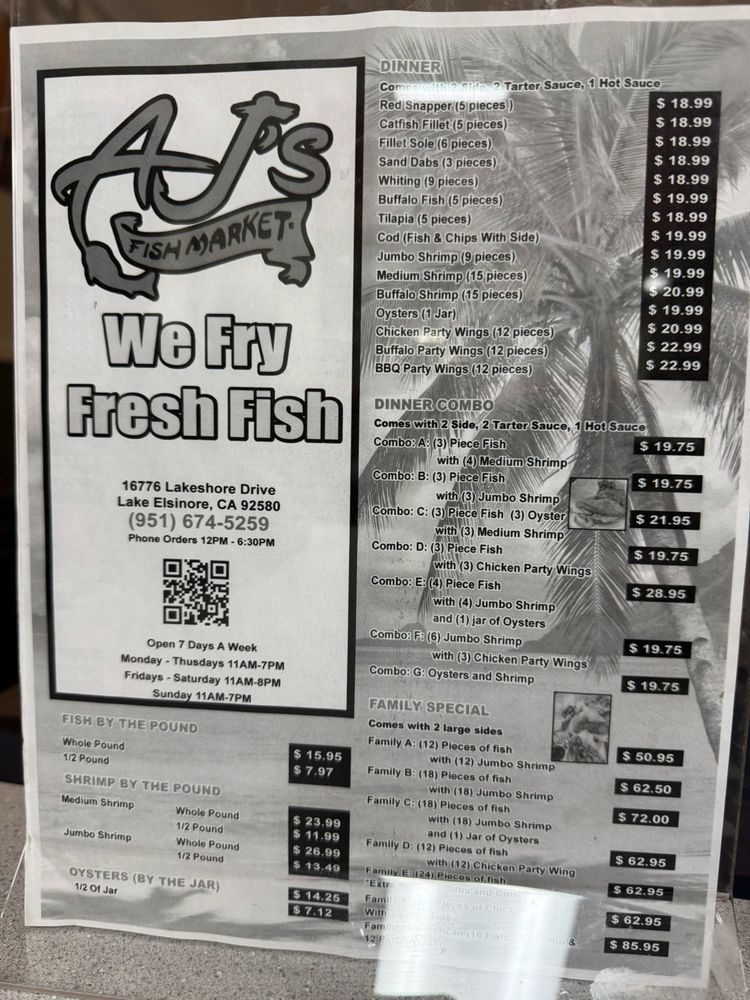 AJ's
FISH MARKET
We Fry
Fresh Fish
16776 Lakeshore Drive
Lake Elsinore, CA 92580
(951) 674-5259
Phone Orders 12PM - 6:30PM
Open 7 Days A Week
Monday - Thusdays 11AM-7PM
Fridays - Saturday 11AM-8PM
Sunday 11AM-7PM
FISH BY THE POUND
Whole Pound $ 15.95
1/2 Pound $ 7.97
SHRIMP BY THE POUND
Medium Shrimp Whole Pound $ 23.99
1/2 Pound $ 11.99
Jumbo Shrimp Whole Pound $ 26.99
1/2 Pound $ 13.49
OYSTERS (BY THE JAR) $ 14.25
1/2 Of Jar $ 7.12
DINNER
Comes with 2 Side, 2 Tarter Sauce, 1 Hot Sauce
Red Snapper (5 pieces ) $ 18.99
Catfish Fillet (5 pieces) $ 18.99
Fillet Sole (6 pieces) $ 18.99
Sand Dabs (3 pieces) $ 18.99
Whiting (9 pieces) $ 18.99
Buffalo Fish (5 pieces) $ 19.99
Tilapia (5 pieces) $ 18.99
Cod (Fish & Chips With Side) $ 19.99
Jumbo Shrimp (9 pieces) $ 19.99
Medium Shrimp (15 pieces) $ 19.99
Buffalo Shrimp (15 pieces) $ 20.99
Oysters (1 Jar) $ 19.99
Chicken Party Wings (12 pieces) $ 20.99
Buffalo Party Wings (12 pieces) $ 22.99
BBQ Party Wings (12 pieces) $ 22.99
DINNER COMBO
Comes with 2 Side, 2 Tarter Sauce, 1 Hot Sauce
Combo: A: (3) Piece Fish $ 19.75
with (4) Medium Shrimp
Combo: B: (3) Piece Fish $ 19.75
with (3) Jumbo Shrimp
Combo: C: (3) Piece Fish (3) Oyster $ 21.95
with (3) Medium Shrimp
Combo: D: (3) Piece Fish $ 19.75
with (3) Chicken Party Wings
Combo: E: (4) Piece Fish $ 28.95
with (4) Jumbo Shrimp
and (1) jar of Oysters
Combo: F: (6) Jumbo Shrimp $ 19.75
with (3) Chicken Party Wings
Combo: G: Oysters and Shrimp $ 19.75
FAMILY SPECIAL
Comes with 2 large sides
Family A: (12) Pieces of fish $ 50.95
with (12) Jumbo Shrimp
Family B: (18) Pieces of fish $ 62.50
with (18) Jumbo Shrimp
Family C: (18) Pieces of fish $ 72.00
with (18) Jumbo Shrimp
and (1) Jar of Oysters
Family D: (12) Pieces of fish $ 62.95
with (12) Chicken Party Wing
Family E: (24) Pieces of fish $ 62.95
Dabs and Cod
$ 62.95
With
$ 85.95